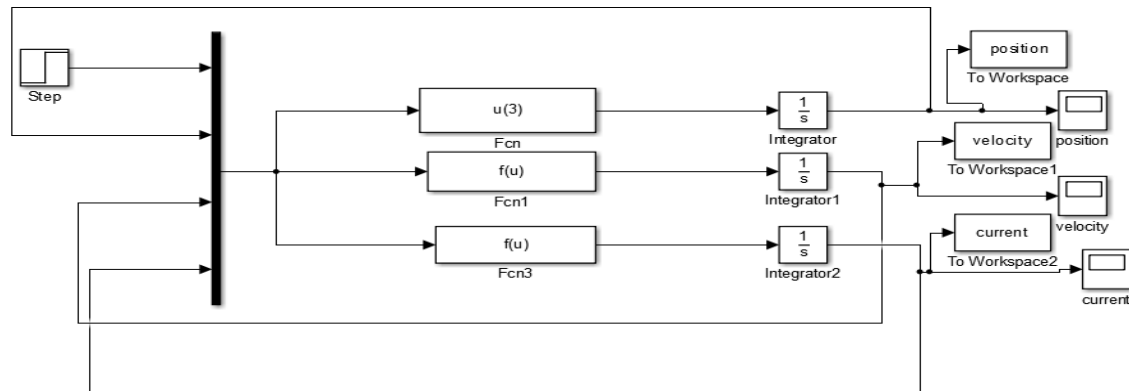 Step
u(3)
Fcn
f(u)
Fcn1
f(u)
Fcn3
1
s
Integrator
1
s
Integrator1
1
s
Integrator2
position
To Workspace
position
velocity
To Workspace1
velocity
current
To Workspace2
current